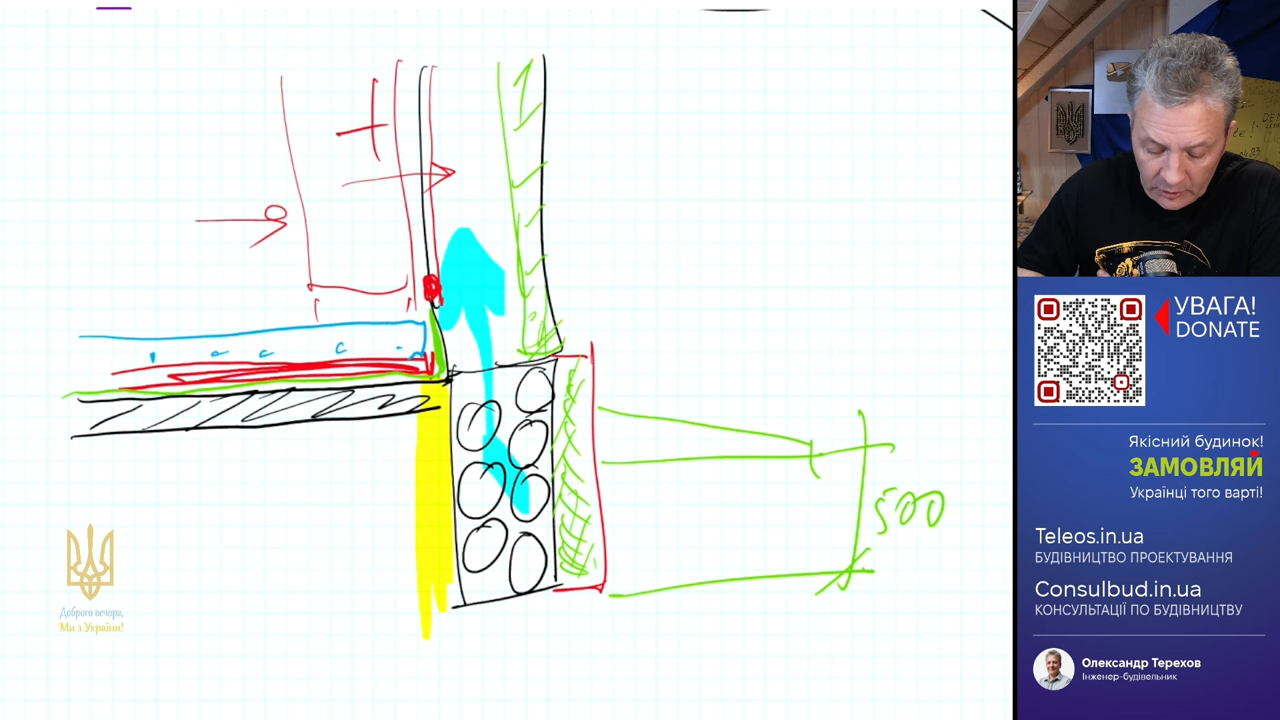 500
Доброго вечора,
Ми з України!
УВАГА!
DONATE
Якісний будинок!
ЗАМОВЛЯЙ
Українці того варті!
Teleos.in.ua
БУДІВНИЦТВО ПРОЕКТУВАННЯ
Consulbud.in.ua
КОНСУЛЬТАЦІЇ ПО БУДІВНИЦТВУ
Олександр Терехов
Інженер-будівельник